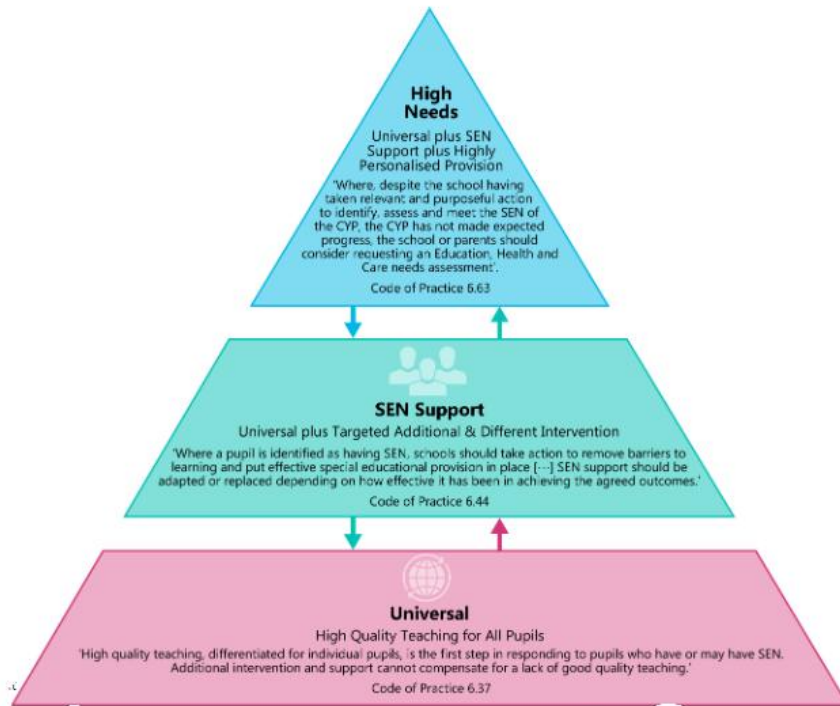 High
Needs
Universal plus SEN
Support plus Highly
Personalised Provision
'Where, despite the school having
taken relevant and purposeful action
to identify, assess and meet the SEN of
the CYP, the CYP has not made expected
progress, the school or parents should
consider requesting an Education, Health and
Care needs assessment'.
Code of Practice 6.63
SEN Support
Universal plus Targeted Additional & Different Intervention
'Where a pupil is identified as having SEN, schools should take action to remove barriers to
learning and put effective special educational provision in place [---] SEN support should be
adapted or replaced depending on how effective it has been in achieving the agreed outcomes.'
Code of Practice 6.44
Universal
High Quality Teaching for All Pupils
'High quality teaching, differentiated for individual pupils, is the first step in responding to pupils who have or may have SEN.
Additional intervention and support cannot compensate for a lack of good quality teaching.'
Code of Practice 6.37